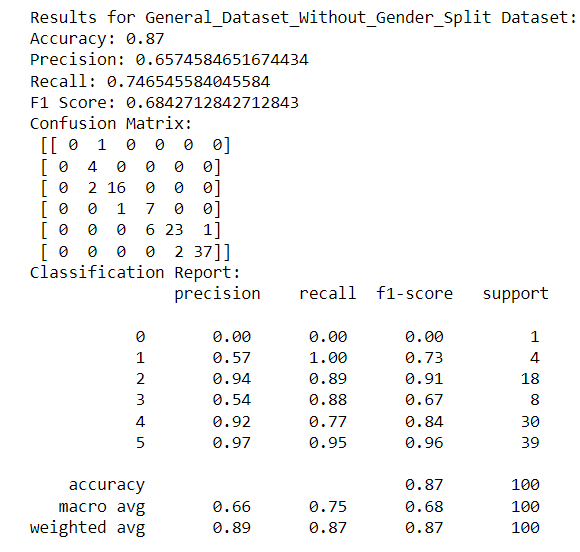 Results for General_Dataset_Without_Gender_Split Dataset:
Accuracy: 0.87
Precision: 0.6574584651674434
Recall: 0.746545584045584
F1 Score: 0.6842712842712843
Confusion Matrix:
[[ 0 1 0 0 0 0]
[ 0 4 0 0 0 0]
[ 0 2 16 0 0 0]
[ 0 0 1 7 0 0]
[ 0 0 0 6 23 1]
[ 0 0 0 0 2 37]]
Classification Report:
precision recall f1-score support
0 0.00 0.00 0.00 1
1 0.57 1.00 0.73 4
2 0.94 0.89 0.91 18
3 0.54 0.88 0.67 8
4 0.92 0.77 0.84 30
5 0.97 0.95 0.96 39
accuracy 0.87 100
macro avg 0.66 0.75 0.68 100
weighted avg 0.89 0.87 0.87 100